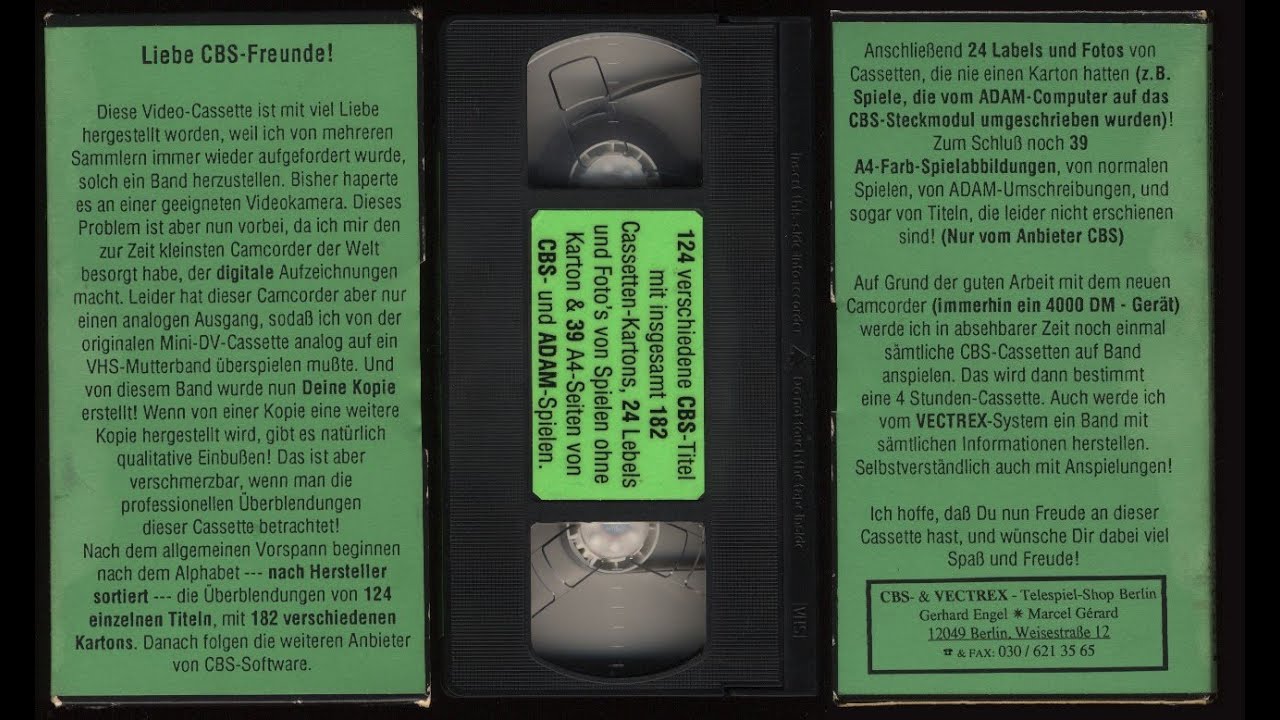 Liebe CBS-Freunde!
Diese Video-Cassette ist mit viel Liebe
hergestellt worden, weil ich von mehreren
Sammlern immer wieder aufgefordert wurde,
solch ein Band herzustellen. Bisher haperte
es an einer geeigneten Videokamera. Dieses
Problem ist aber nun vorbei, da ich mir den
zur Zeit kleinsten Camcorder der Welt
besorgt habe, der digitale Aufzeichnungen
macht. Leider hat dieser Camcorder aber nur
einen analogen Ausgang, sodaß ich von der
originalen Mini-DV-Cassette analog auf ein
VHS-Mutterband überspielen mußte. Und
von diesem Band wurde nun Deine Kopie
erstellt! Wenn von einer Kopie eine weitere
Kopie hergestellt wird, gibt es natürlich
qualitative Einbußen! Das ist aber
verschmerzbar, wenn man die
professionellen Überblendungen
dieser Cassette betrachtet!
Nach dem allgemeinen Vorspann beginnen
nach dem Alphabet --- nach Hersteller
sortiert --- die Überblendungen von 124
einzelnen Titeln, mit 182 verschiedenen
Kartons. Danach folgen die weiteren Anbieter
von CBS-Software.
124 verschiedene CBS-Titel
mit insgesamt 182
Cassetten-Kartons, 24 Lebels
und Foto's von Spielen ohne
Karton & 39 A4-Seiten von
CBS- und ADAM-Spielen.
Insert this side into recorder
Do not touch the tape inside
VHS
Anschließend 24 Labels und Fotos von
Cassetten, die nie einen Karton hatten (z.B.
Spiele, die vom ADAM-Computer auf das
CBS-Steckmodul umgeschrieben wurden)!
Zum Schluß noch 39
A4-Farb-Spielabbildungen, von normalen
Spielen, von ADAM-Umschreibungen, und
sogar von Titeln, die leider nicht erschienen
sind! (Nur vom Anbieter CBS)
Auf Grund der guten Arbeit mit dem neuen
Camcorder (immerhin ein 4000 DM - Gerät)
werde ich in absehbarer Zeit noch einmal
sämtliche CBS-Cassetten auf Band
anspielen. Das wird dann bestimmt
eine 4 Stunden-Cassette. Auch werde ich
vom VECTREX-System ein Band mit
sämtlichen Informationen herstellen.
Selbstverständlich auch mit Anspielungen!
Ich hoffe, daß Du nun Freude an dieser
Cassette hast, und wünsche Dir dabei viel
Spaß und Freude!
CBS- & VECTREX - Telespiel-Shop Berlin
Gerhard Engel ✷ Marcel Gérard
12049 Berlin, Weisestraße 12
☎ & FAX: 030 / 621 35 65